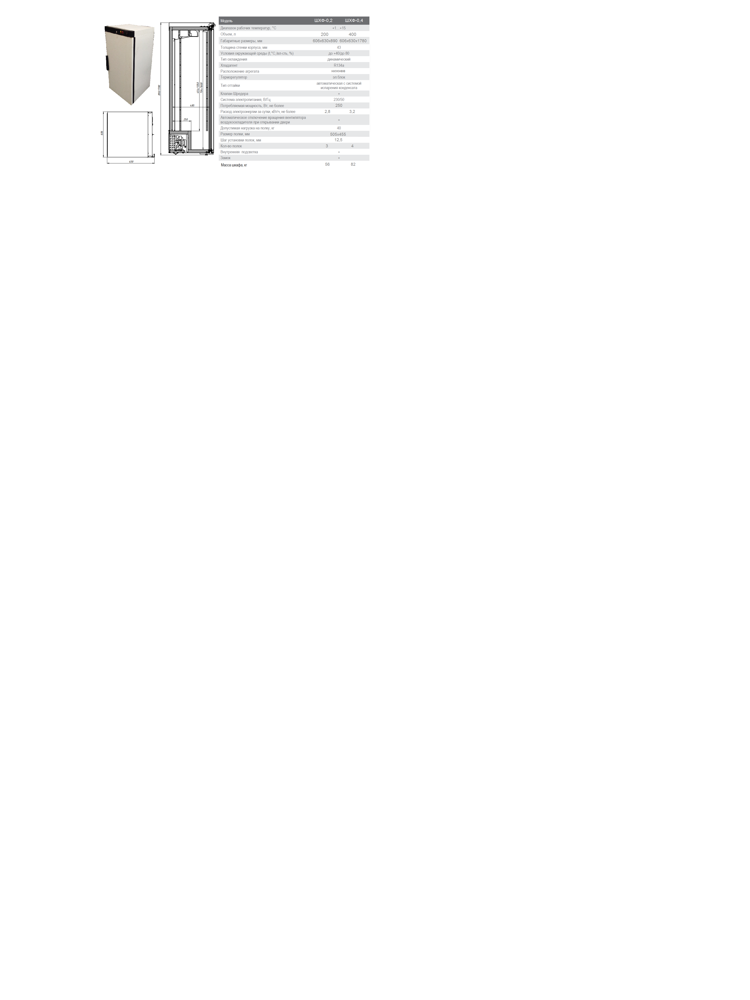 890/1780
454/1350
704/1600
485
250
606
630
Модель ШХФ-0,2 ШХФ-0,4
Диапазон рабочих температур, °С +1...+15
Объем, л 200 400
Габаритные размеры, мм 606х630х890 606х630х1780
Толщина стенки корпуса, мм 43
Условия окружающей среды (t,°С,/вл-сть, %) до +40/до 80
Тип охлаждения динамический
Хладагент R134a
Расположение агрегата нижнее
Терморегулятор эл.блок
Тип оттайки автоматическая с системой
испарения конденсата
Клапан Шредера +
Система электропитания, В/Гц 230/50
Потребляемая мощность, Вт, не более 250
Расход электроэнергии за сутки, кВт/ч, не более 2,8 3,2
Автоматическое отключение вращения вентилятора
воздухоохладителя при открывании двери +
Допустимая нагрузка на полку, кг 40
Размер полки, мм 505х455
Шаг установки полок, мм 12,5
Кол-во полок 3 4
Внутренняя подсветка +
Замок +
Масса шкафа, кг 56 82